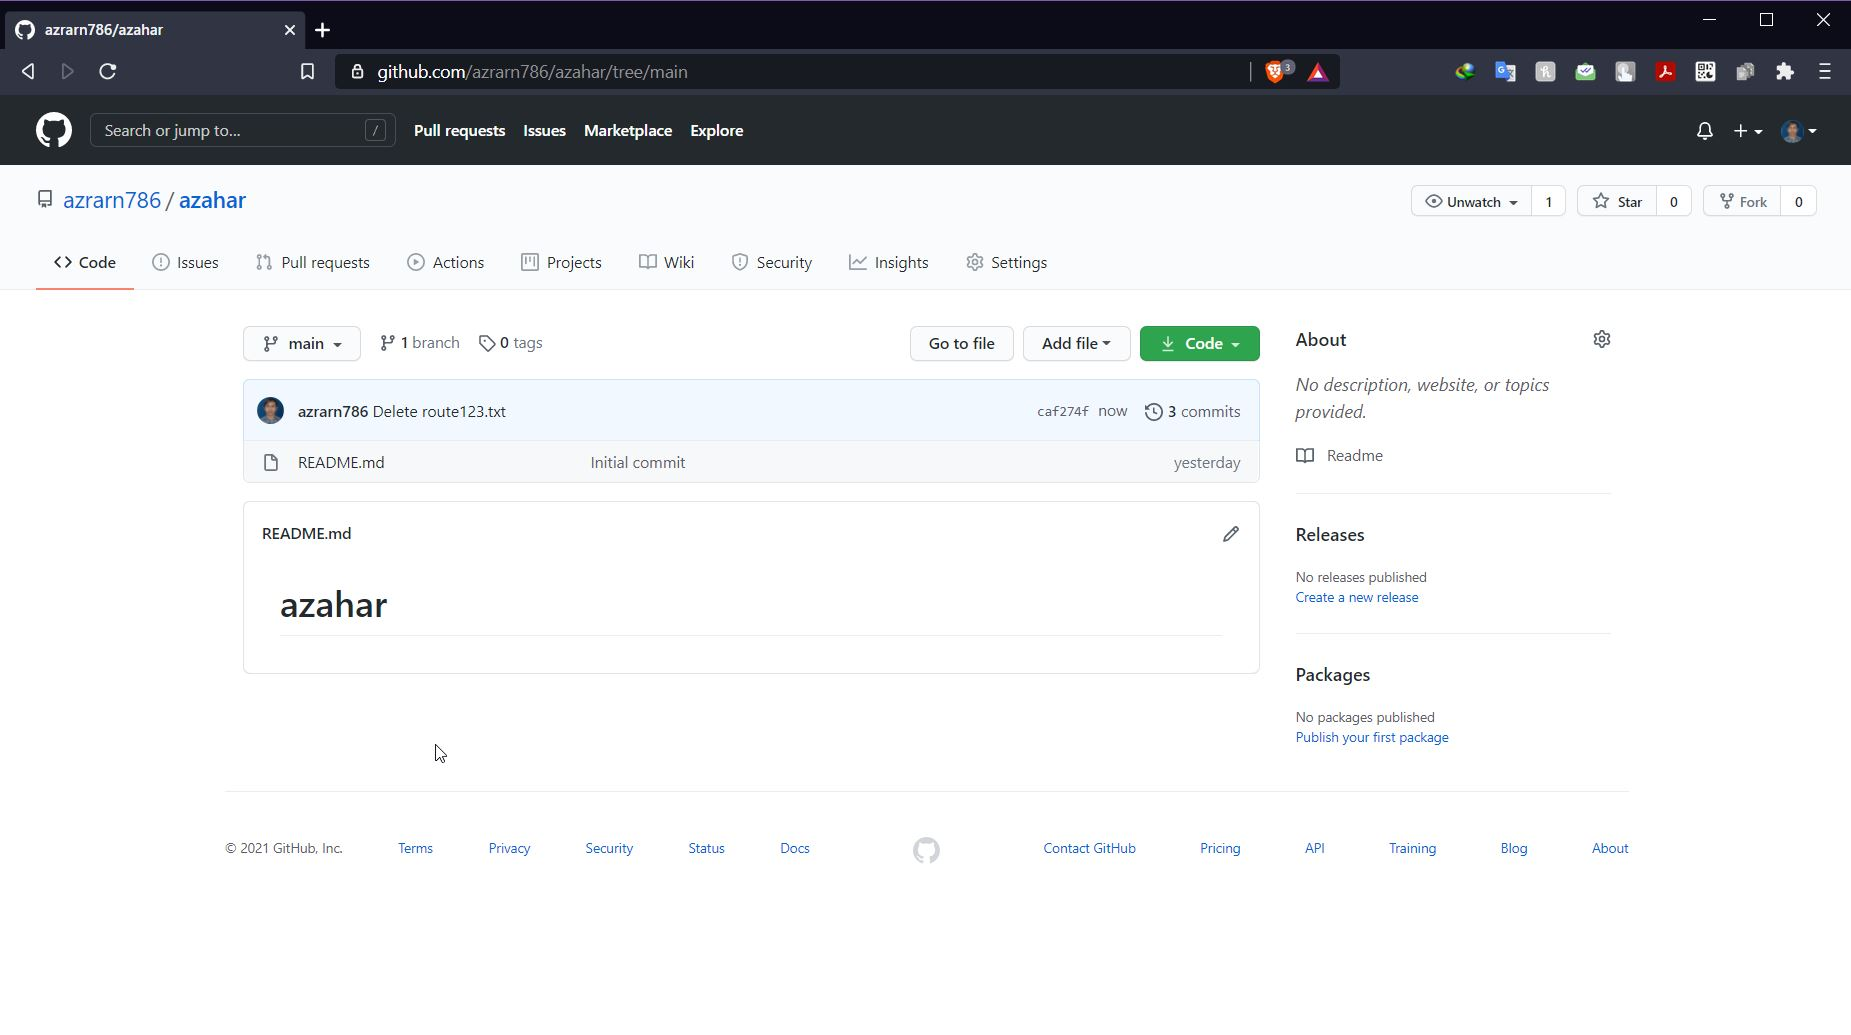 azrarn786/azahar
github.com/azrarn786/azahar/tree/main
3
Search or jump to...
/
Pull requests
Issues
Marketplace
Explore
azrarn786 / azahar
Unwatch
1
Star
0
Fork
0
Code
Issues
Pull requests
Actions
Projects
Wiki
Security
Insights
Settings
main
1 branch
0 tags
Go to file
Add file
Code
azrarn786 Delete route123.txt
caf274f now
3 commits
README.md
Initial commit
yesterday
README.md
azahar
About
No description, website, or topics
provided.
Readme
Releases
No releases published
Create a new release
Packages
No packages published
Publish your first package
© 2021 GitHub, Inc.
Terms
Privacy
Security
Status
Docs
Contact GitHub
Pricing
API
Training
Blog
About